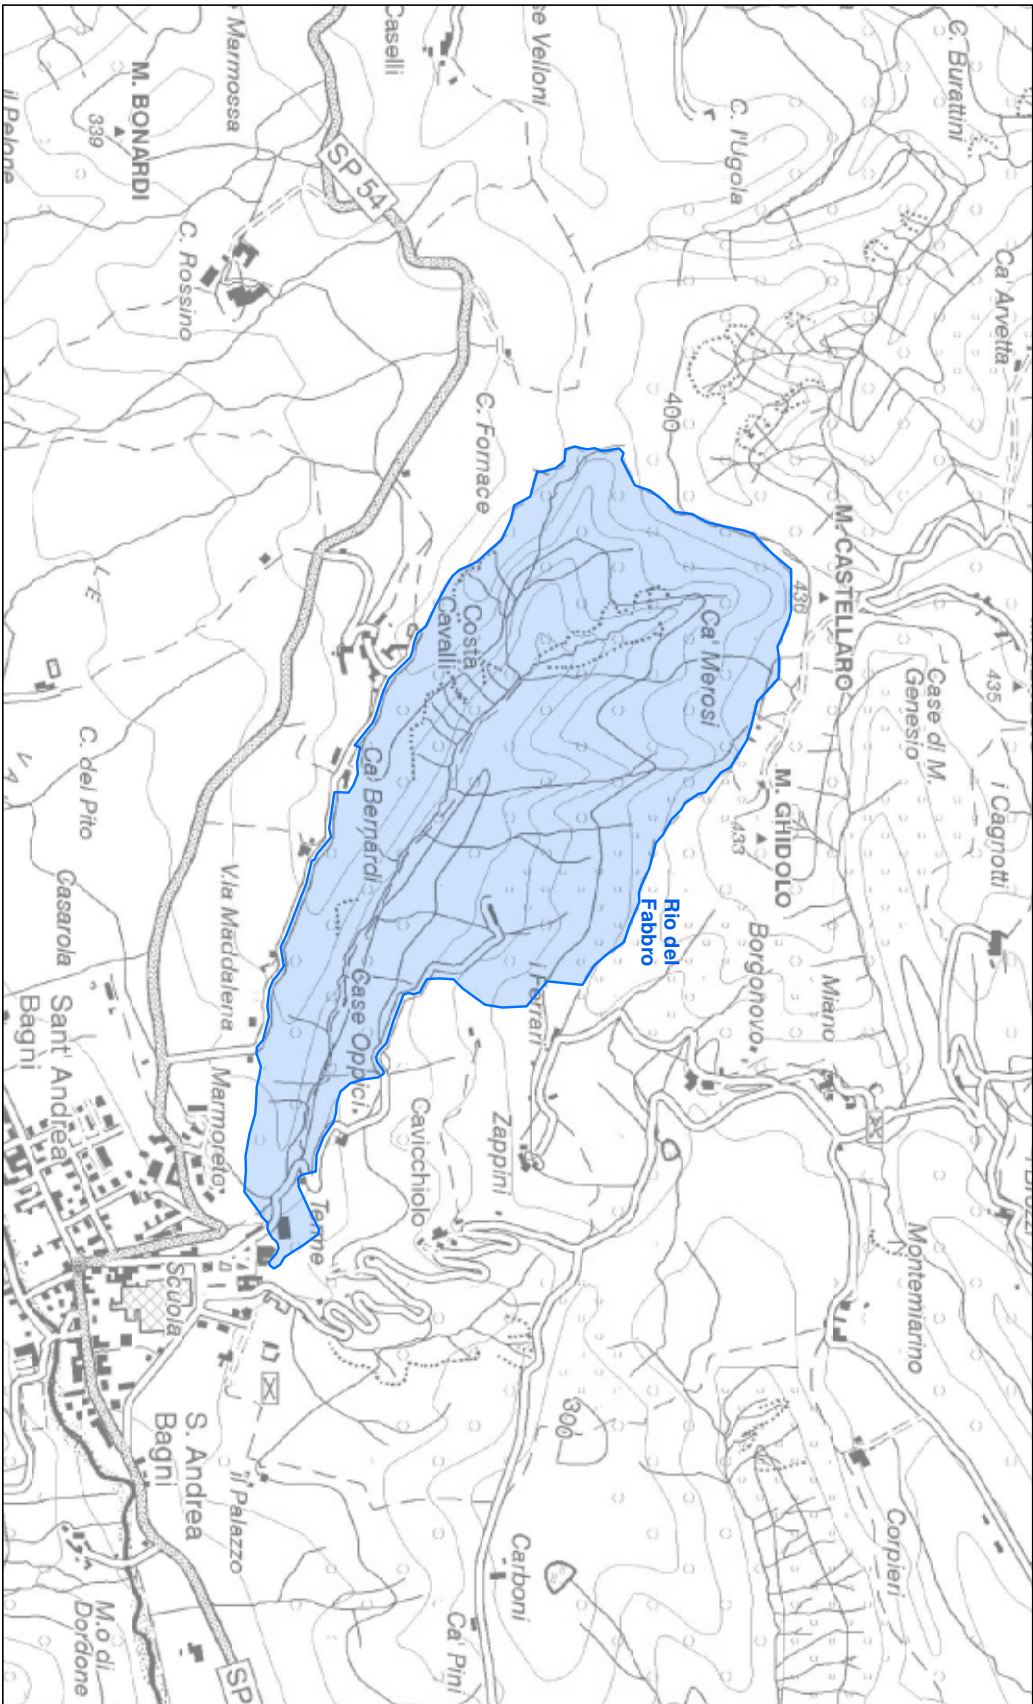 C. Burattini
Ca' Arvetta
435
i Cagnotti
Case di M.
Genesio
M. CASTELLARO
436
M. GHIDOLO
433
Borgonovo
Miano
Montemiarino
Corpieri
C. l'Ugola
400
Ca' Merosi
Rio del
Fabbro
i Ferrari
Zappini
300
Carboni
Ca' Pini
Caselli
C. Fornace
Costa
Cavalli
Ca' Bernardi
Case Oppici
Cavicchiolo
Terme
Marmossa
SP 54
M. BONARDI
339
C. Rossino
V.la Maddalena
Marmoreto
Scuola
S. Andrea
Bagni
il Palazzo
SP
il Pelone
C. del Pito
Casarola
Sant' Andrea
Bagni
M.o di
Dordone